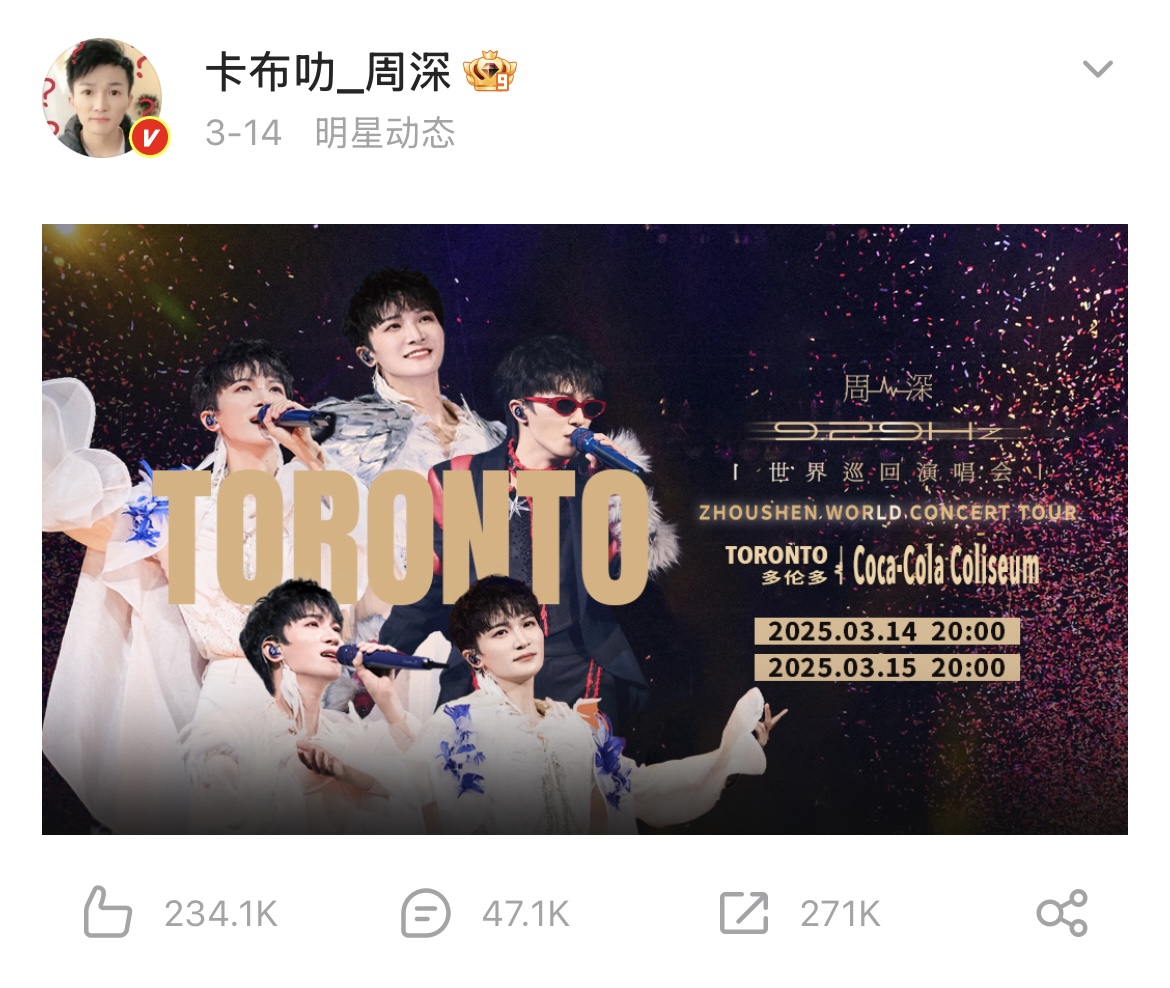 卡布叻_周深
9
3-14 明星动态
TORONTO
周深
929Hz
世界巡回演唱会
ZHOUSHEN WORLD CONCERT TOUR
TORONTO
多伦多
Coca-Cola Coliseum
2025.03.14 20:00
2025.03.15 20:00
234.1K 47.1K 271K